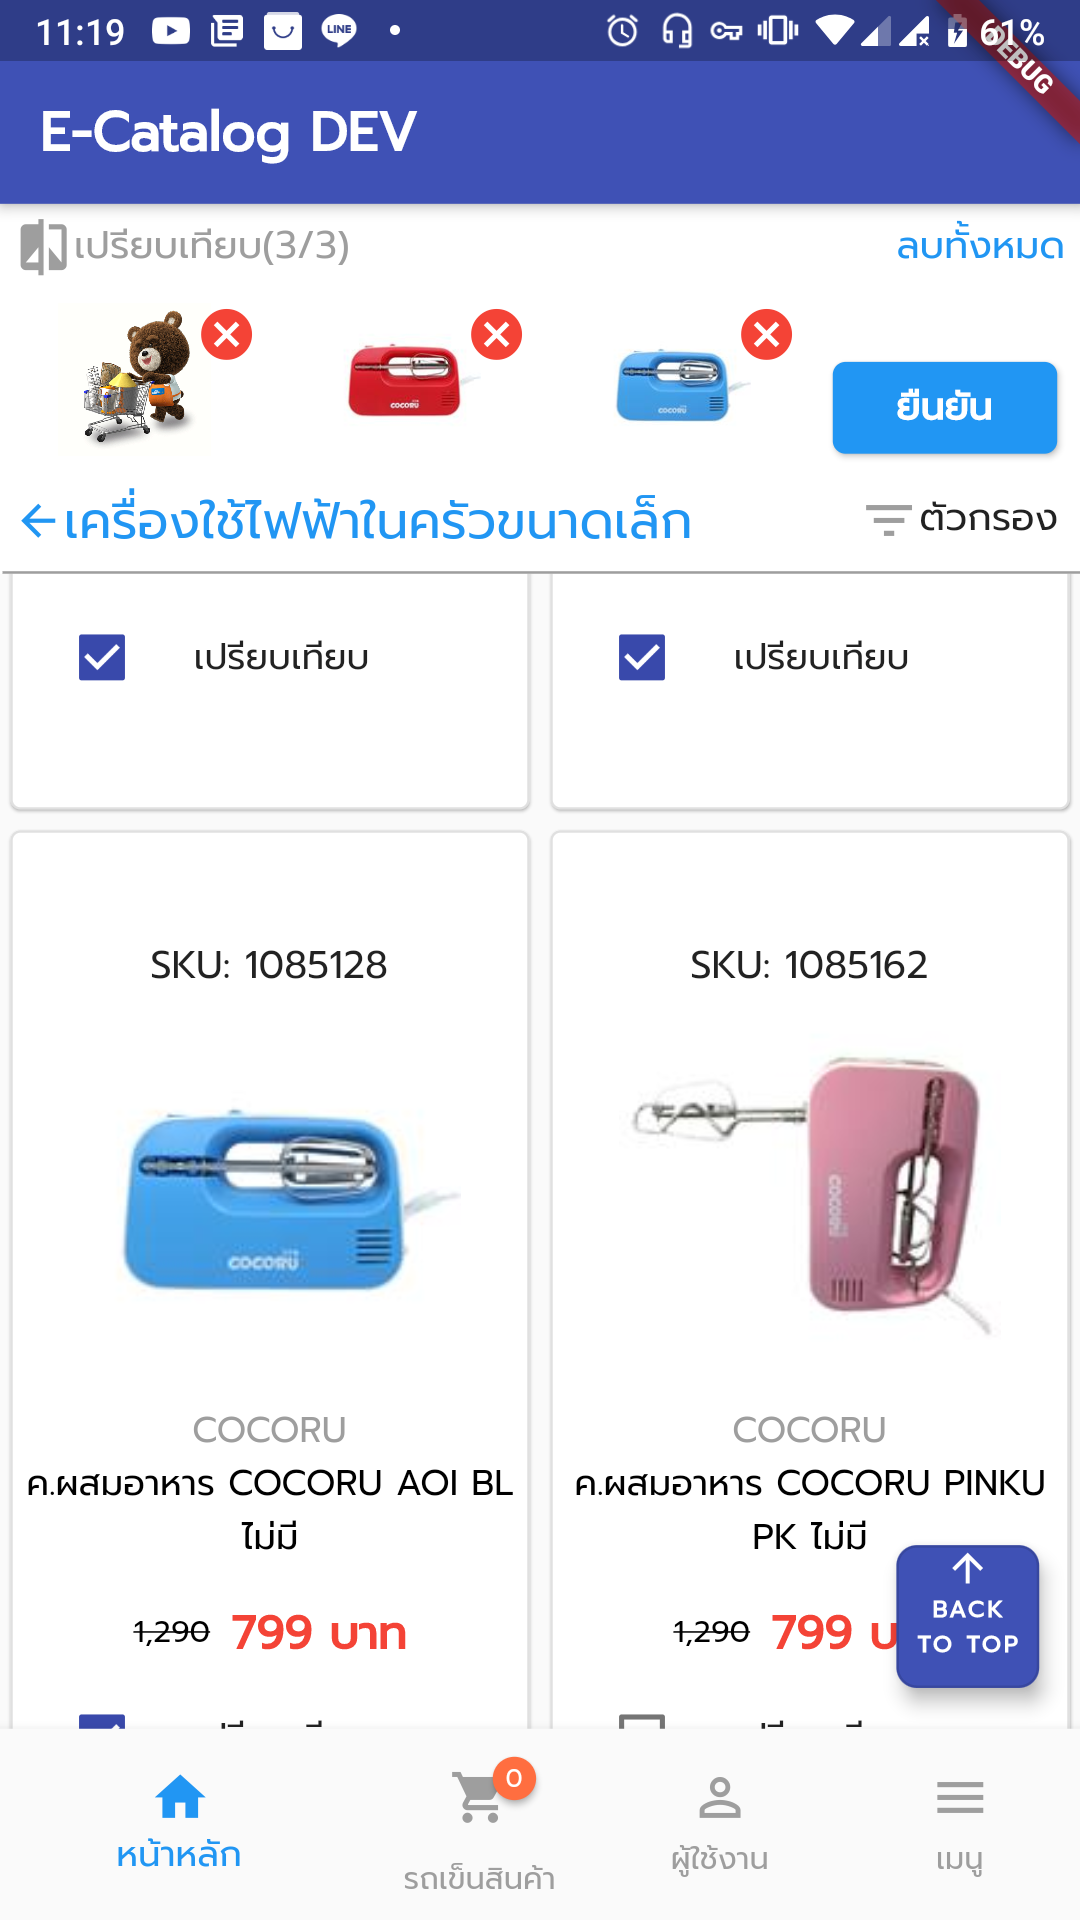 11:19 LINE 61%
DEBUG
E-Catalog DEV
เปรียบเทียบ(3/3) ลบทั้งหมด
COCORU COCORU
ยืนยัน
เครื่องใช้ไฟฟ้าในครัวขนาดเล็ก ตัวกรอง
เปรียบเทียบ เปรียบเทียบ
SKU: 1085128 SKU: 1085162
COCORU COCORU
COCORU COCORU
ค.ผสมอาหาร COCORU AOI BL ค.ผสมอาหาร COCORU PINKU
ไม่มี PK ไม่มี
1,290 799 บาท 1,290 799 บ
BACK
TO TOP
0
หน้าหลัก รถเข็นสินค้า ผู้ใช้งาน เมนู